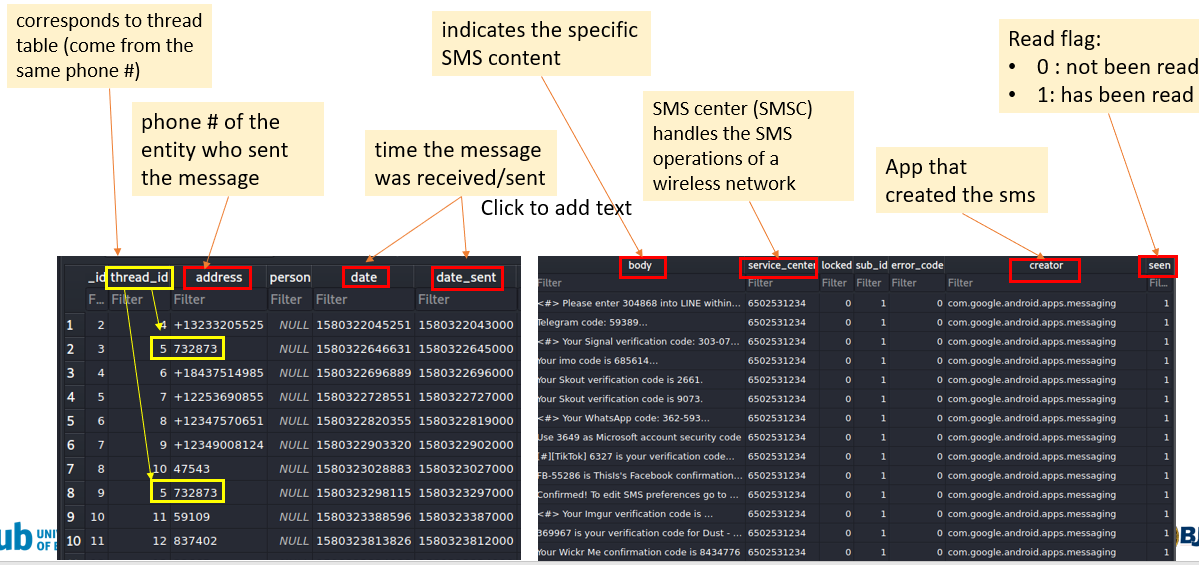 corresponds to thread
table (come from the
same phone #)
indicates the specific
SMS content
Read flag:
• 0 : not been read
• 1: has been read
phone # of the
entity who sent
the message
time the message
was received/sent
SMS center (SMSC)
handles the SMS
operations of a
wireless network
App that
created the sms
Click to add text
_id thread_id address person date date_sent
F... Filter Filter Filter Filter Filter
1 2 4 +13233205525 NULL 1580322045251 1580322043000
2 3 5 732873 NULL 1580322646631 1580322645000
3 4 6 +18437514985 NULL 1580322696889 1580322696000
4 5 7 +12253690855 NULL 1580322728551 1580322727000
5 6 8 +12347570651 NULL 1580322820355 1580322819000
6 7 9 +12349008124 NULL 1580322903320 1580322902000
7 8 10 47543 NULL 1580323028883 1580323027000
8 9 5 732873 NULL 1580323298115 1580323297000
9 10 11 59109 NULL 1580323388596 1580323387000
10 11 12 837402 NULL 1580323813826 1580323812000
body service_center locked sub_id error_code creator seen
Filter Filter Filter Filter Filter Filter Fil...
<#> Please enter 304868 into LINE within... 6502531234 0 1 0 com.google.android.apps.messaging 1
Telegram code: 59389... 6502531234 0 1 0 com.google.android.apps.messaging 1
<#> Your Signal verification code: 303-07... 6502531234 0 1 0 com.google.android.apps.messaging 1
Your imo code is 685614... 6502531234 0 1 0 com.google.android.apps.messaging 1
Your Skout verification code is 2661. 6502531234 0 1 0 com.google.android.apps.messaging 1
Your Skout verification code is 9073. 6502531234 0 1 0 com.google.android.apps.messaging 1
<#> Your WhatsApp code: 362-593... 6502531234 0 1 0 com.google.android.apps.messaging 1
Use 3649 as Microsoft account security code 6502531234 0 1 0 com.google.android.apps.messaging 1
[#][TikTok] 6327 is your verification code... 6502531234 0 1 0 com.google.android.apps.messaging 1
FB-55286 is ThisIs's Facebook confirmation... 6502531234 0 1 0 com.google.android.apps.messaging 1
Confirmed! To edit SMS preferences go to ... 6502531234 0 1 0 com.google.android.apps.messaging 1
<#> Your Imgur verification code is ... 6502531234 0 1 0 com.google.android.apps.messaging 1
369967 is your verification code for Dust - ... 6502531234 0 1 0 com.google.android.apps.messaging 1
Your Wickr Me confirmation code is 8434776 6502531234 0 1 0 com.google.android.apps.messaging 1
ub UNI
OF B
BJ